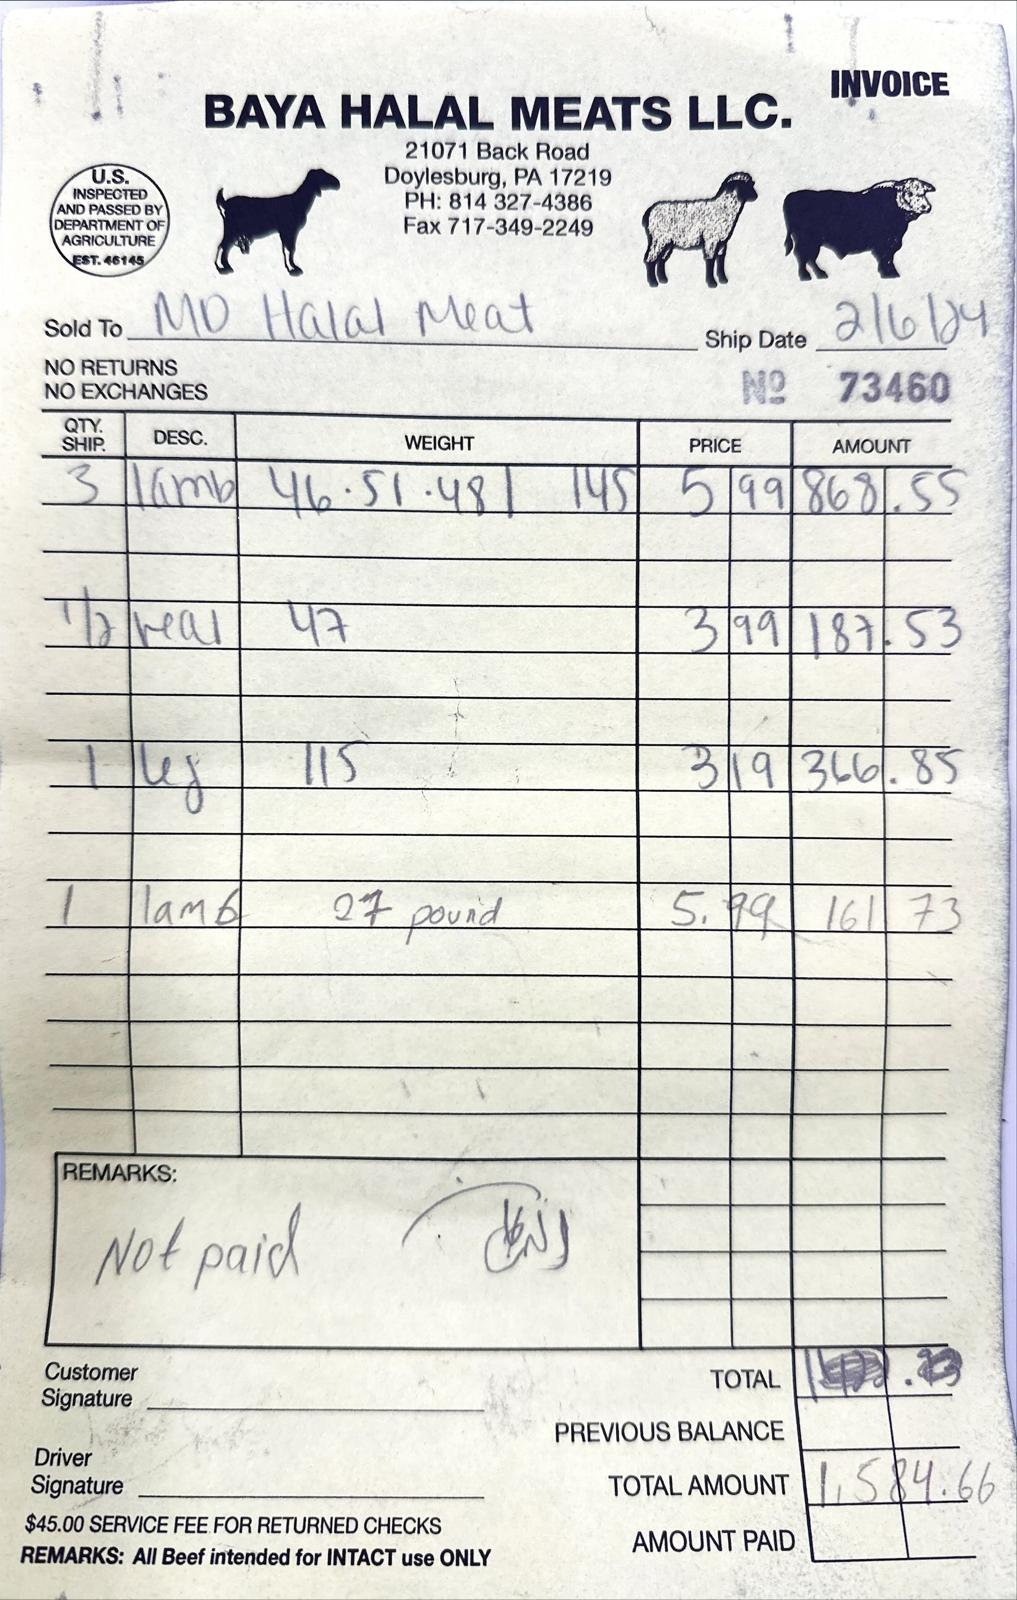 INVOICE
BAYA HALAL MEATS LLC.
21071 Back Road
Doylesburg, PA 17219
PH: 814 327-4386
Fax 717-349-2249
U.S.
INSPECTED
AND PASSED BY
DEPARTMENT OF
AGRICULTURE
EST. 46145
Sold To MD Halal Meat Ship Date 2/6/24
NO RETURNS
NO EXCHANGES
No 73460
QTY. SHIP. DESC. WEIGHT PRICE AMOUNT
3 lamb 46.51.48 | 145 5 99 868.55
1/2 veal 47 3 99 187.53
1 leg 115 3 19 366.85
1 lamb 27 pound 5.99 161 73
REMARKS:
Not paid
Customer
Signature
TOTAL
PREVIOUS BALANCE
Driver
Signature
TOTAL AMOUNT 1,584.66
AMOUNT PAID
$45.00 SERVICE FEE FOR RETURNED CHECKS
REMARKS: All Beef intended for INTACT use ONLY